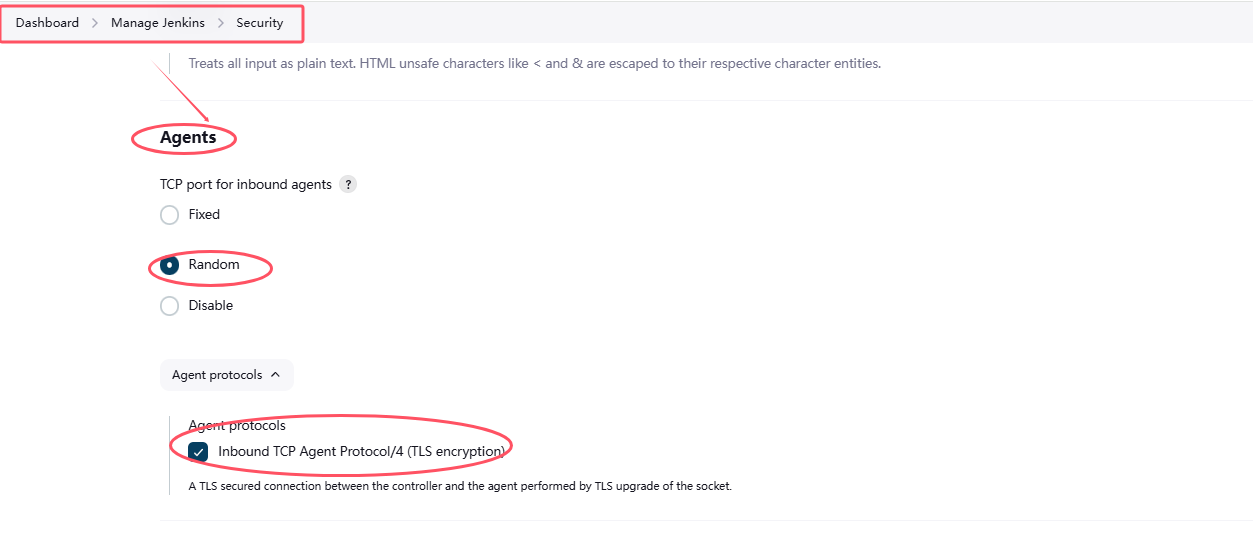 Dashboard > Manage Jenkins > Security
Treats all input as plain text. HTML unsafe characters like < and & are escaped to their respective character entities.
Agents
TCP port for inbound agents ?
Fixed
Random
Disable
Agent protocols
Agent protocols
Inbound TCP Agent Protocol/4 (TLS encryption)
A TLS secured connection between the controller and the agent performed by TLS upgrade of the socket.